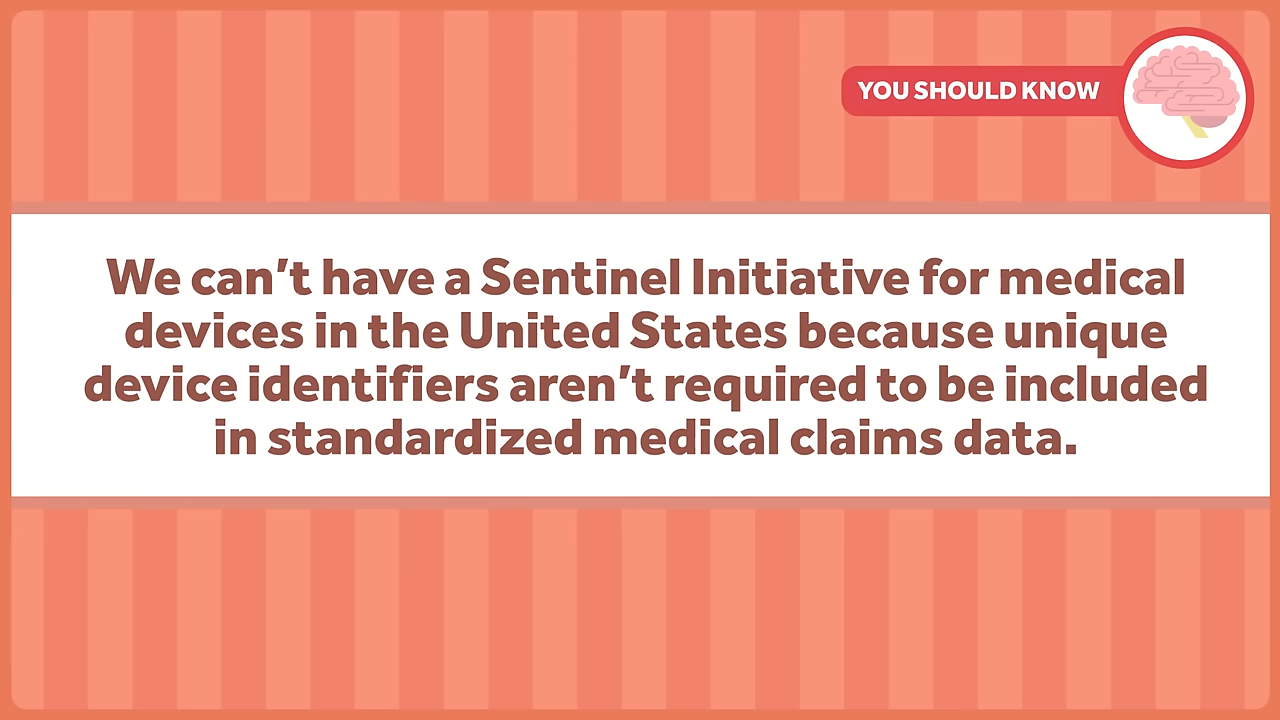 YOU SHOULD KNOW
We can't have a Sentinel Initiative for medical
devices in the United States because unique
device identifiers aren't required to be included
in standardized medical claims data.